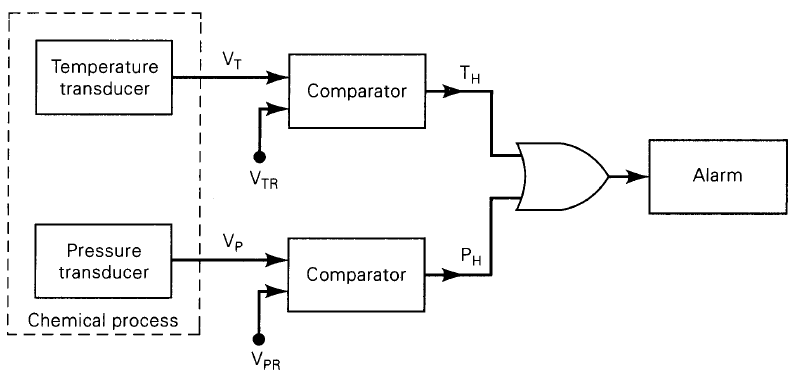 Temperature
transducer
V_T
Comparator
T_H
V_TR
Alarm
Pressure
transducer
V_P
Comparator
P_H
Chemical process
V_PR